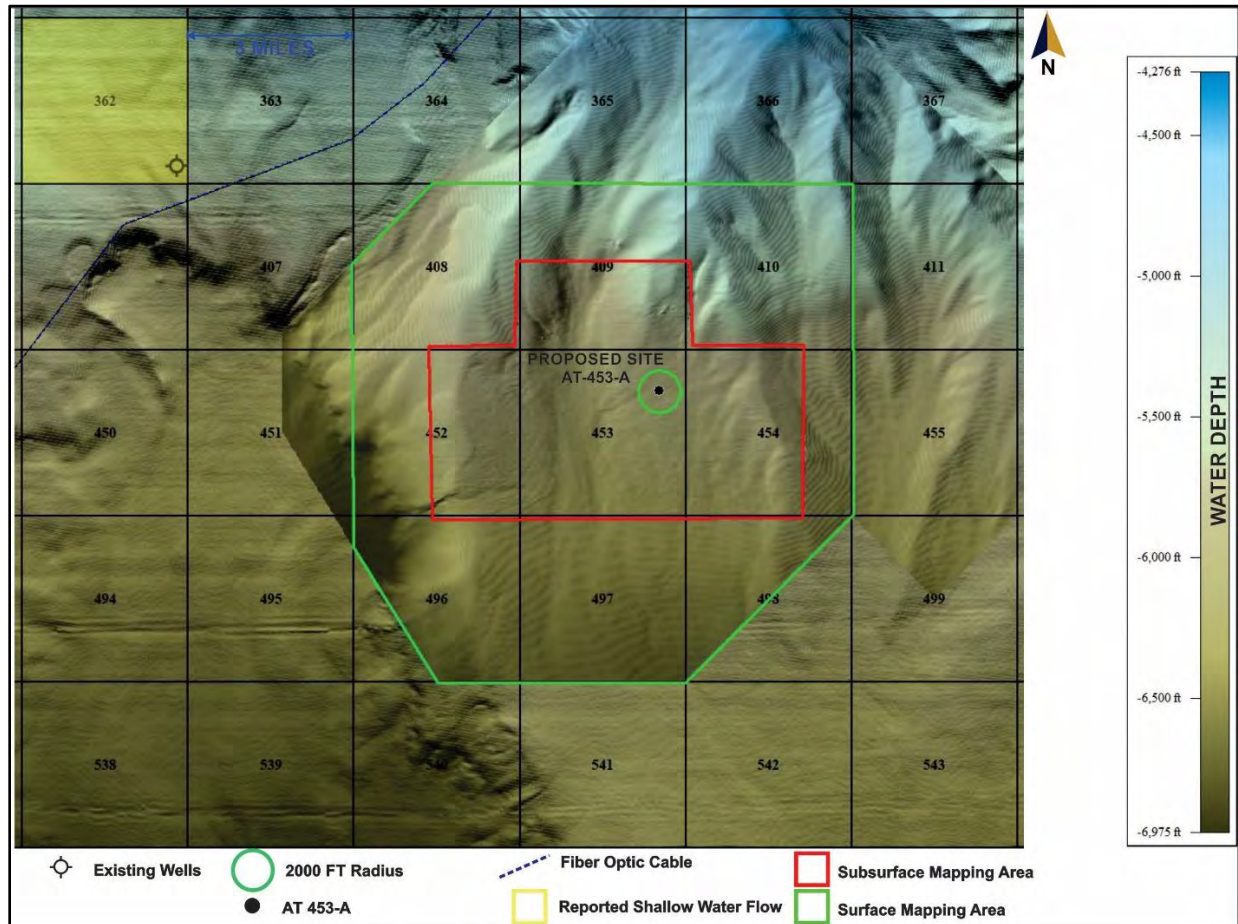 3 MILES
N
362
363
364
365
366
367
407
408
409
410
411
PROPOSED SITE
AT-453-A
450
451
452
453
454
455
494
495
496
497
498
499
538
539
541
542
543
-4,276 ft
-4,500 ft
-5,000 ft
-5,500 ft
-6,000 ft
-6,500 ft
-6,975 ft
WATER DEPTH
Existing Wells
2000 FT Radius
Fiber Optic Cable
Subsurface Mapping Area
AT 453-A
Reported Shallow Water Flow
Surface Mapping Area